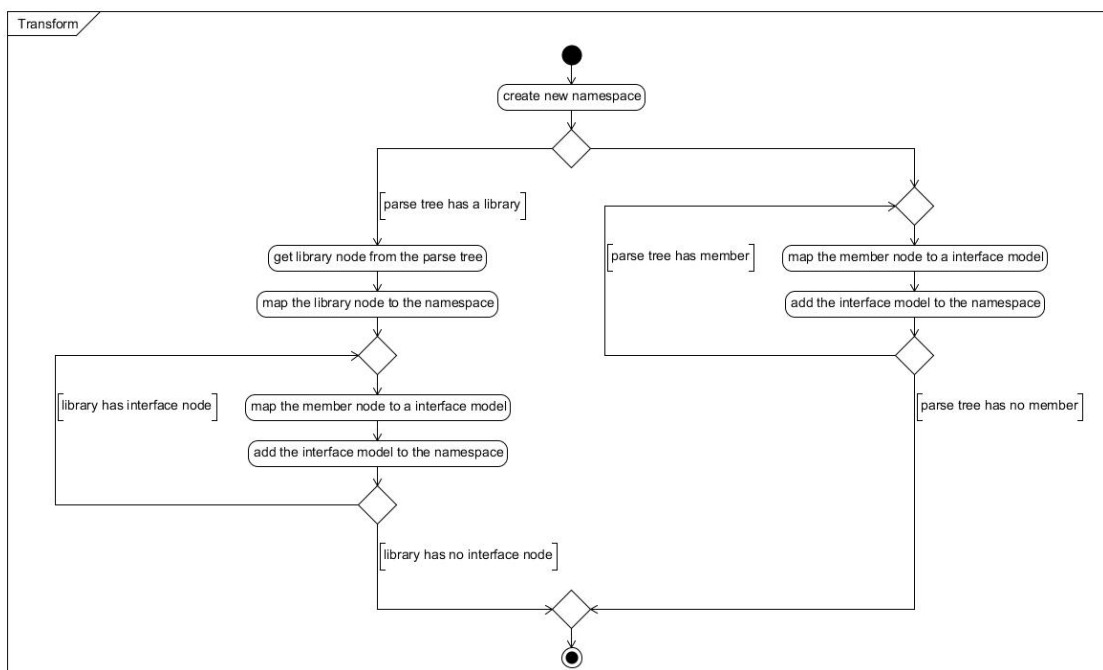 Transform
create new namespace
[parse tree has a library]
[parse tree has member]
get library node from the parse tree
map the member node to a interface model
map the library node to the namespace
add the interface model to the namespace
[library has interface node]
map the member node to a interface model
[parse tree has no member]
add the interface model to the namespace
[library has no interface node]